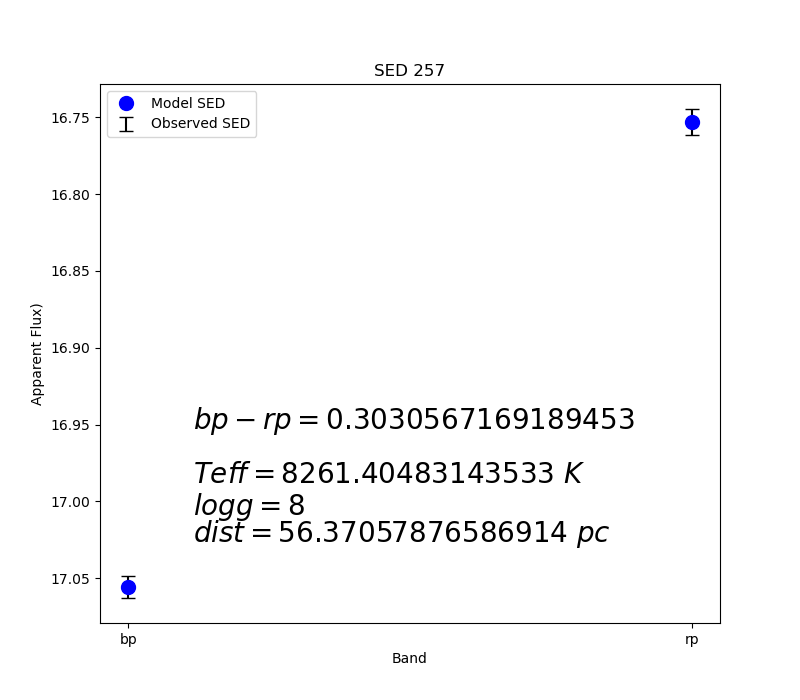 SED 257
Model SED
Observed SED
16.75
16.80
16.85
16.90
16.95
17.00
17.05
Apparent Flux)
bp − rp = 0.3030567169189453
Teff = 8261.40483143533 K
logg = 8
dist = 56.37057876586914 pc
bp
rp
Band